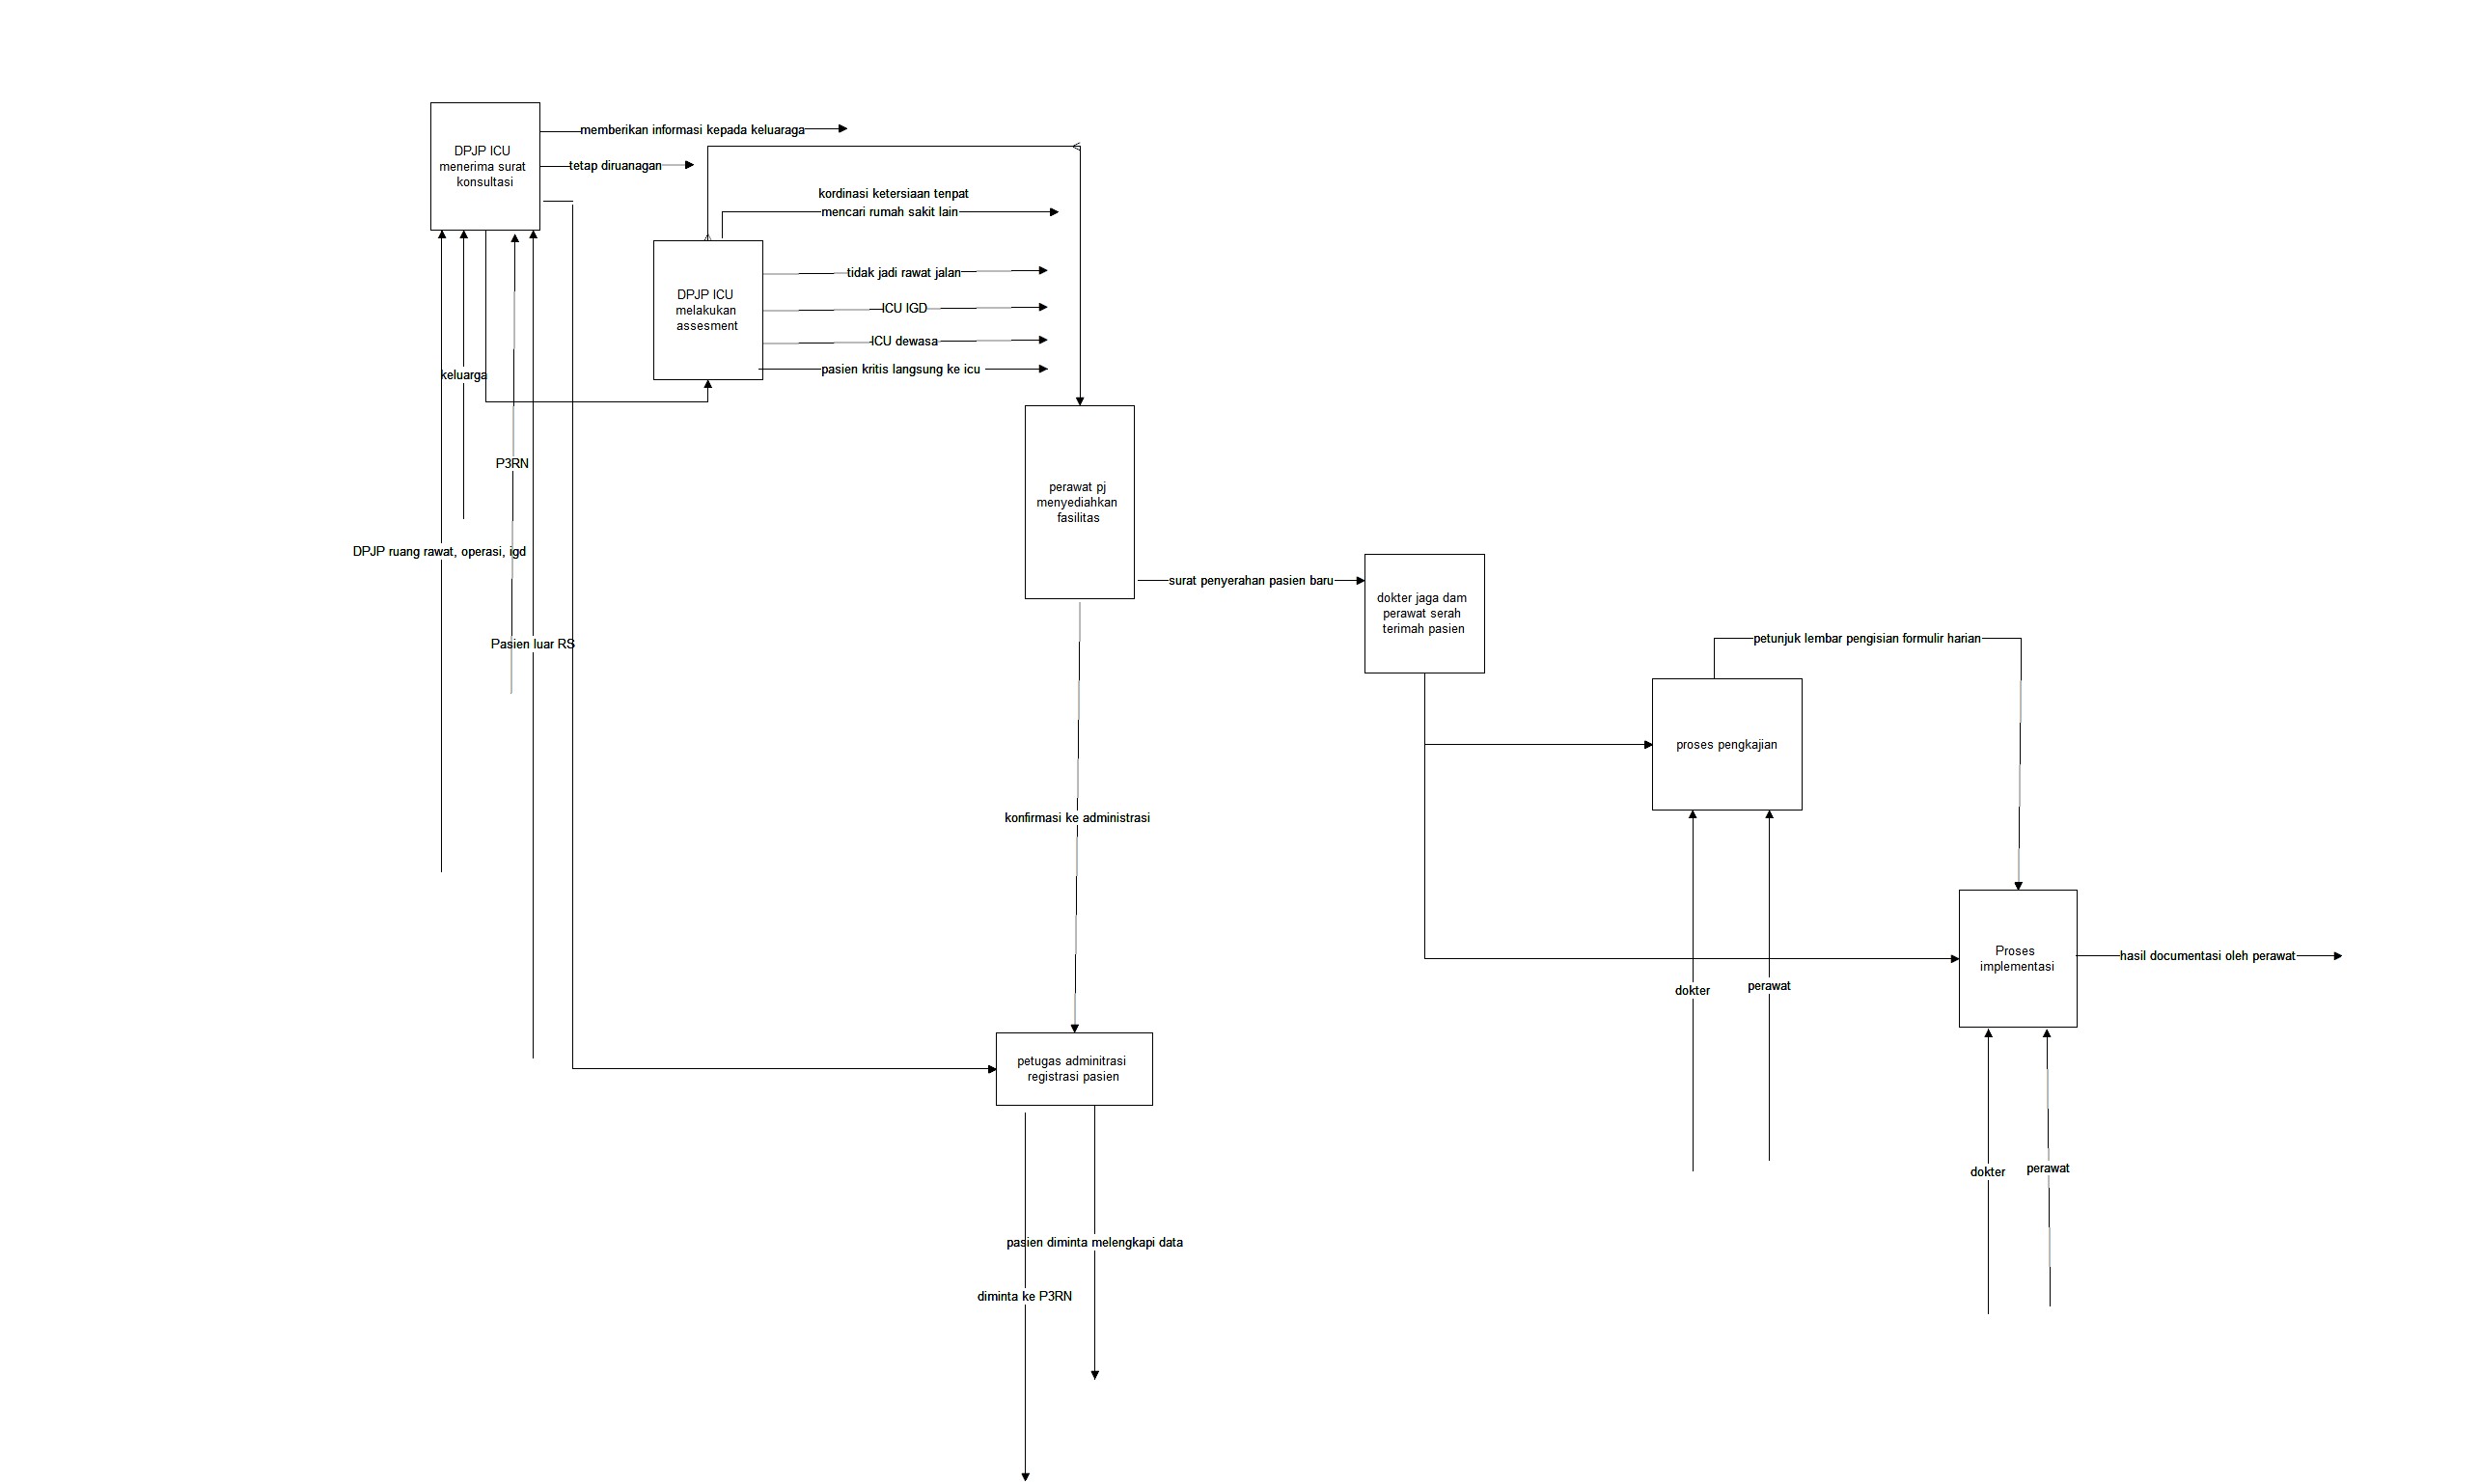 DPJP ICU
menerima surat
konsultasi
memberikan informasi kepada keluaraga
tetap diruanagan
kordinasi ketersiaan tenpat
mencari rumah sakit lain
DPJP ICU
melakukan
assesment
tidak jadi rawat jalan
ICU IGD
ICU dewasa
pasien kritis langsung ke icu
keluarga
P3RN
DPJP ruang rawat, operasi, igd
Pasien luar RS
perawat pj
menyediahkan
fasilitas
surat penyerahan pasien baru
dokter jaga dam
perawat serah
terimah pasien
petunjuk lembar pengisian formulir harian
proses pengkajian
konfirmasi ke administrasi
Proses
implementasi
hasil documentasi oleh perawat
dokter
perawat
petugas adminitrasi
registrasi pasien
dokter
perawat
pasien diminta melengkapi data
diminta ke P3RN